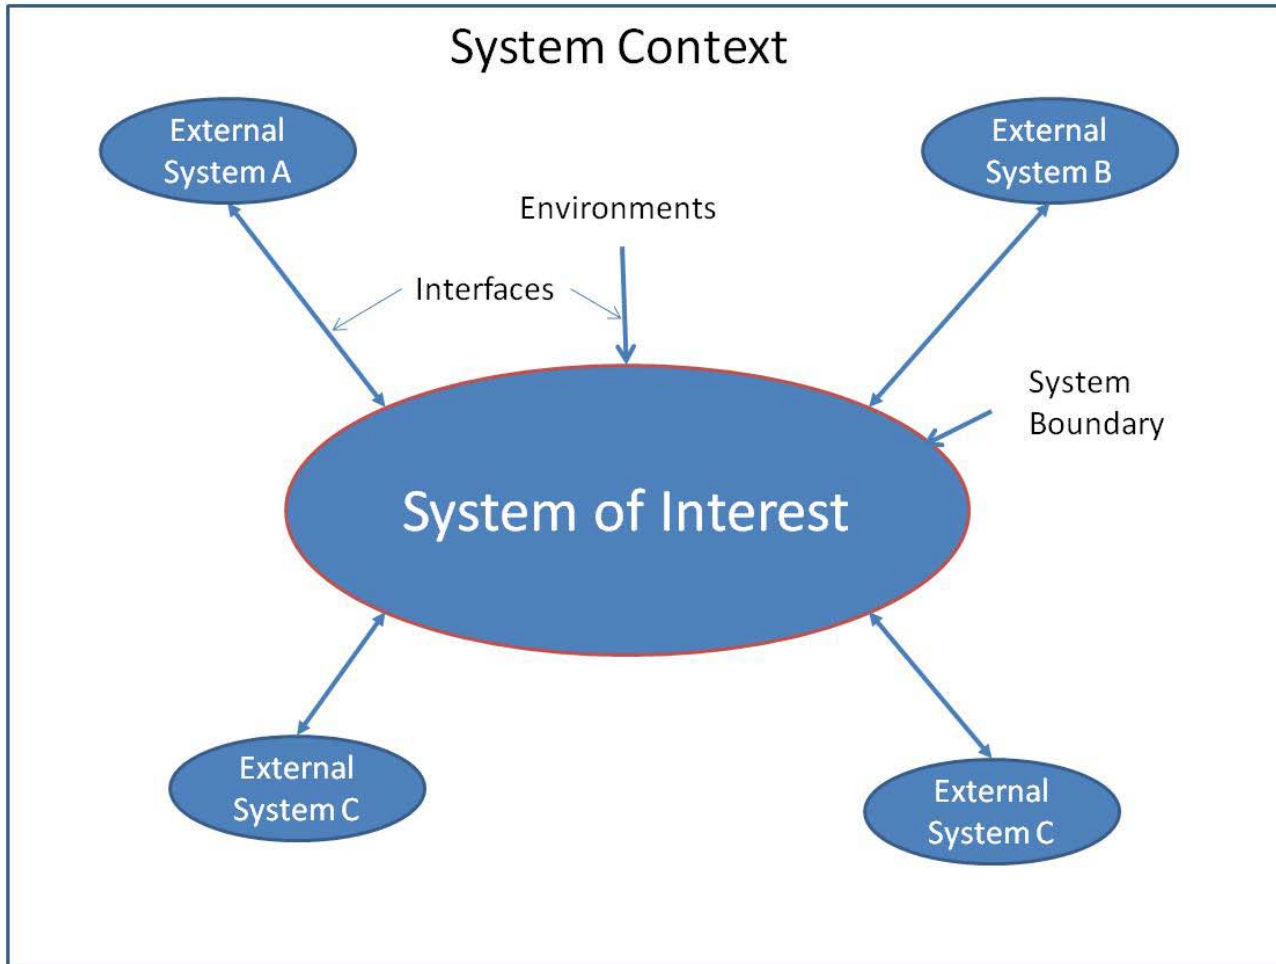 System Context
External
System A
External
System B
Environments
Interfaces
System
Boundary
System of Interest
External
System C
External
System C